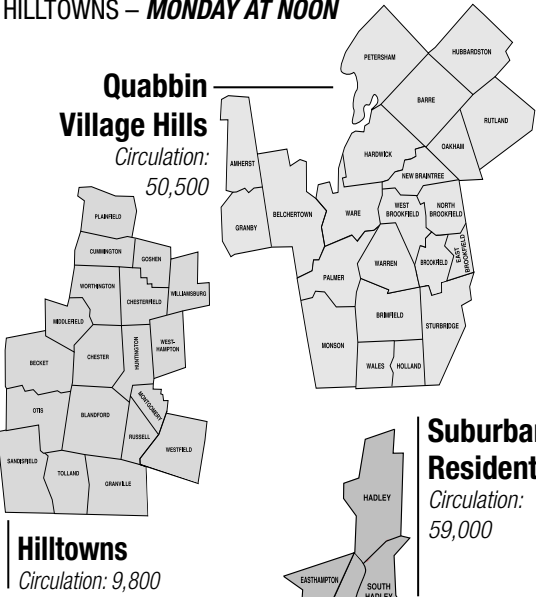 HILLTOWNS – MONDAY AT NOON
Quabbin
Village Hills
Circulation:
50,500
PETERSHAM
HUBBARDSTON
BARRE
RUTLAND
OAKHAM
HARDWICK
NEW BRAINTREE
AMHERST
BELCHERTOWN
GRANBY
WARE
WEST
BROOKFIELD
NORTH
BROOKFIELD
EAST
BROOKFIELD
BROOKFIELD
WARREN
PALMER
BRIMFIELD
STURBRIDGE
MONSON
WALES
HOLLAND
PLAINFIELD
CUMMINGTON
GOSHEN
WORTHINGTON
CHESTERFIELD
WILLIAMSBURG
MIDDLEFIELD
BECKET
CHESTER
HUNTINGTON
WEST-
HAMPTON
OTIS
BLANDFORD
MONTGOMERY
RUSSELL
WESTFIELD
SANDISFIELD
TOLLAND
GRANVILLE
Hilltowns
Circulation: 9,800
Suburban
Resident
Circulation:
59,000
HADLEY
EASTHAMPTON
SOUTH
HADLEY